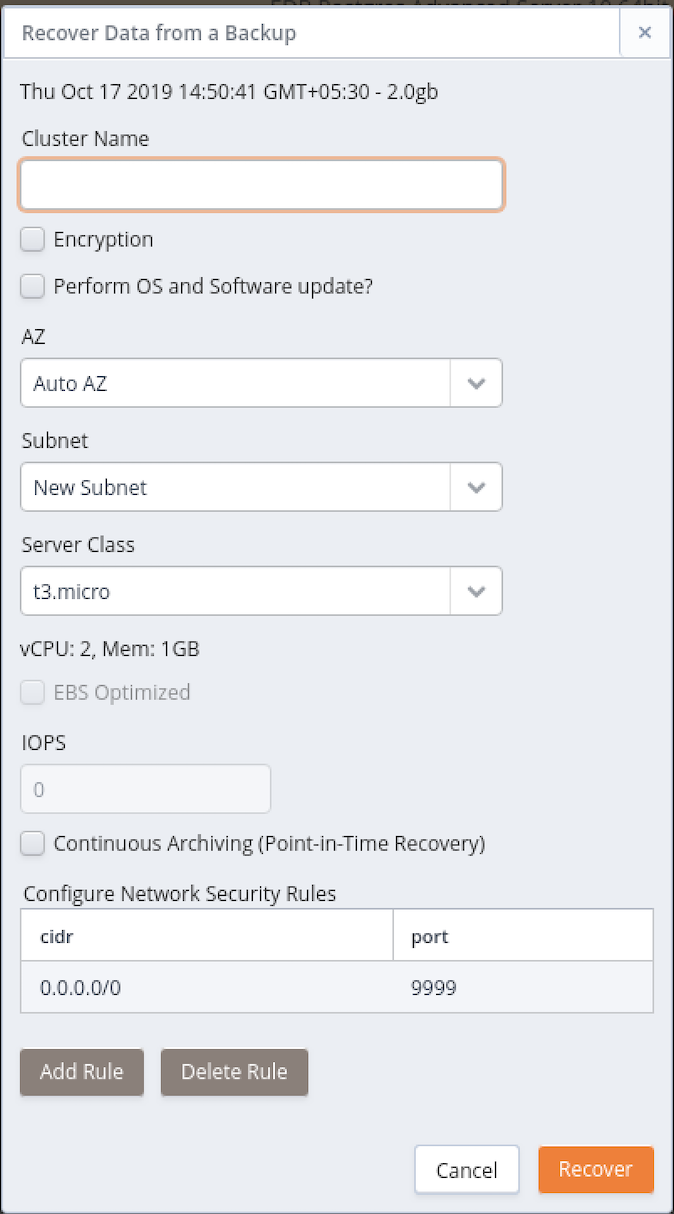 Recover Data from a Backup
Thu Oct 17 2019 14:50:41 GMT+05:30 - 2.0gb
Cluster Name
Encryption
Perform OS and Software update?
AZ
Auto AZ
Subnet
New Subnet
Server Class
t3.micro
vCPU: 2, Mem: 1GB
EBS Optimized
IOPS
0
Continuous Archiving (Point-in-Time Recovery)
Configure Network Security Rules
cidr port
0.0.0.0/0 9999
Add Rule Delete Rule
Cancel Recover